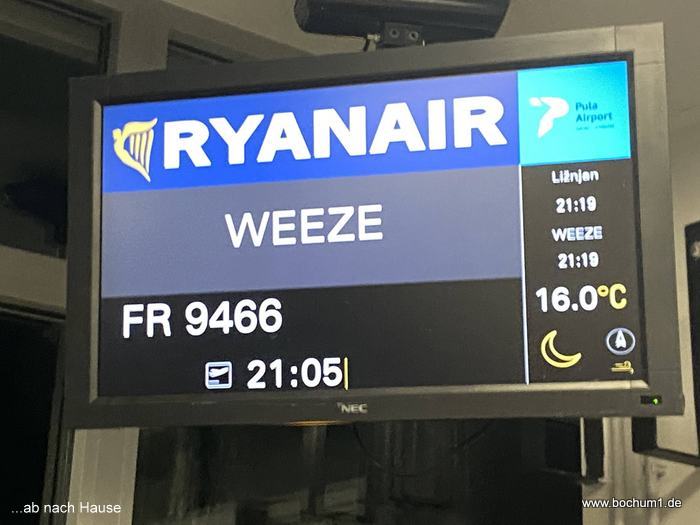 RYANAIR
Pula
Airport
WEEZE
Ližnjan
21:19
WEEZE
21:19
16.0°C
FR 9466
21:05
NEC
...ab nach Hause
www.bochum1.de